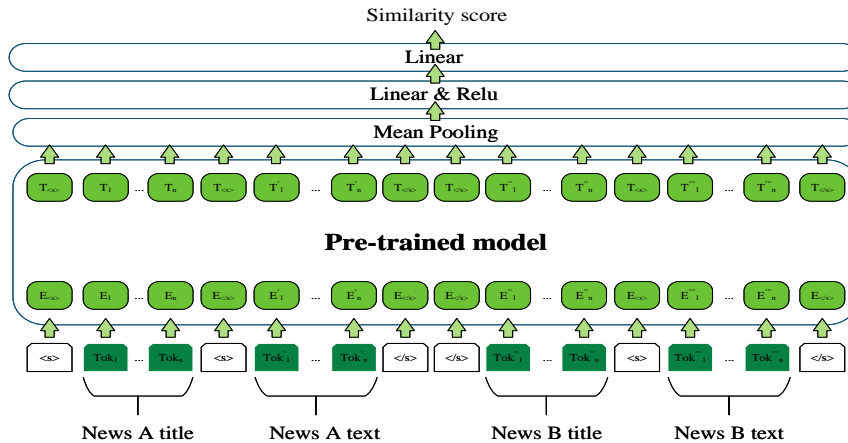 Similarity score
Linear
Linear & Relu
Mean Pooling
T<s> T1 ... Tn T<s> T'1 ... T'n T</s> T</s> T''1 ... T''n T<s> T'''1 ... T'''n T</s>
Pre-trained model
E<s> E1 ... En E</s> E'1 ... E'n E</s> E</s> E''1 ... E''n E<s> E'''1 ... E'''n E</s>
<s> Tok1 ... Tokn <s> Tok'1 ... Tok'n </s> </s> Tok''1 ... Tok''n <s> Tok'''1 ... Tok'''n </s>
News A title News A text News B title News B text